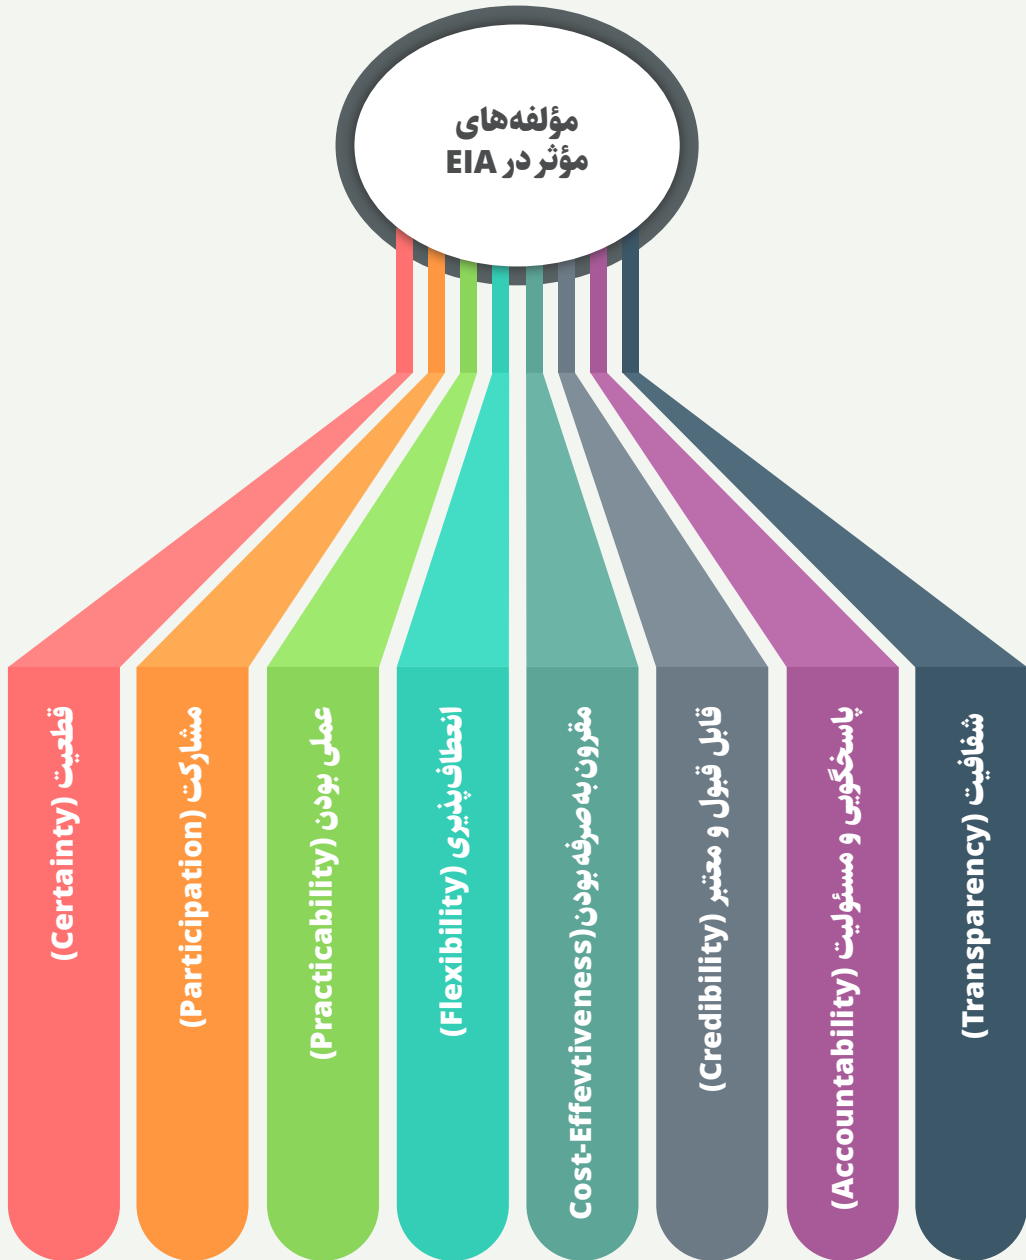 مؤلفه‌های
مؤثر در EIA
قطعیت (Certainty)
مشارکت (Participation)
عملی بودن (Practicability)
انعطاف‌پذیری (Flexibility)
مقرون‌به‌صرفه‌بودن(Cost-Effevtiveness
قابل قبول و معتبر (Credibility)
پاسخگویی و مسئولیت (Accountability)
شفافیت (Transparency)